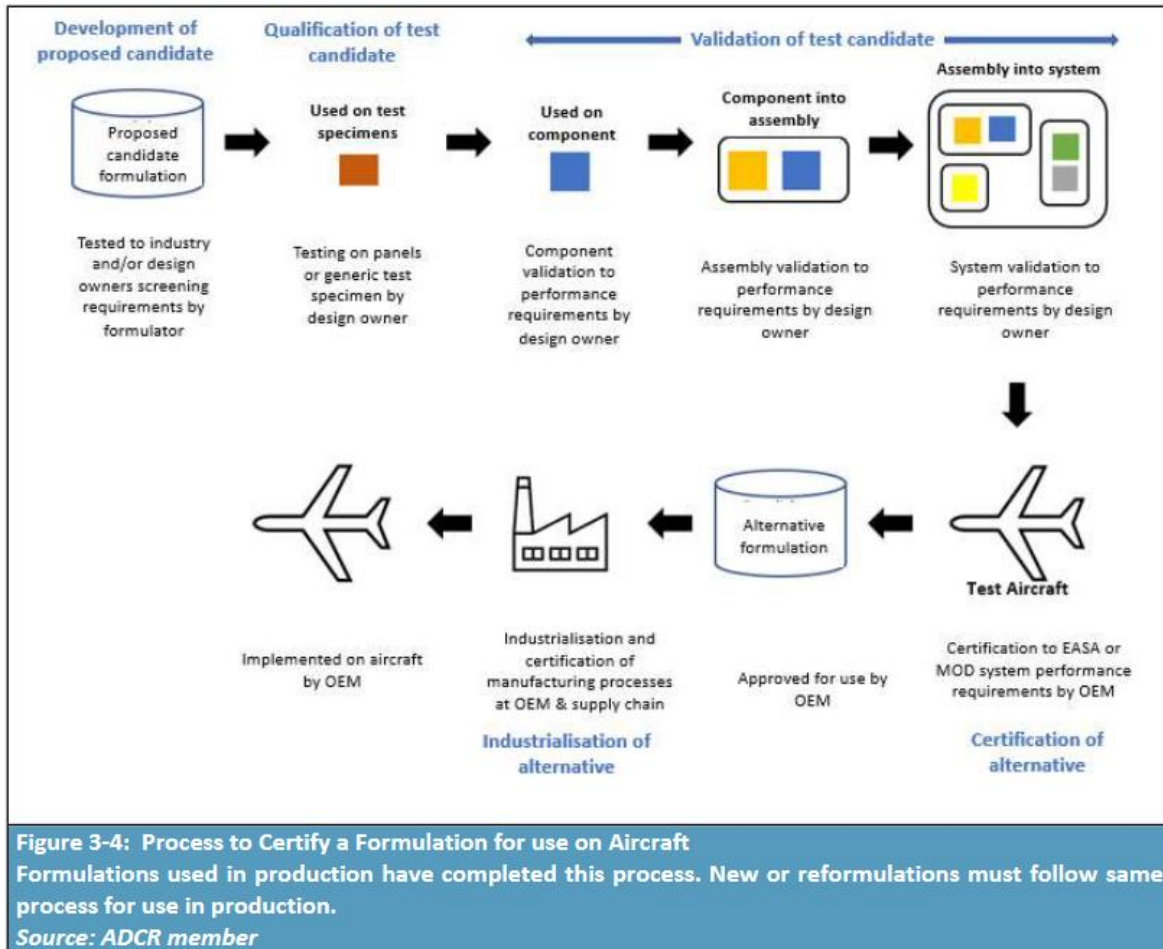 Development of
proposed candidate
Qualification of test
candidate
Validation of test candidate
Proposed
candidate
formulation
Used on test
specimens
Used on
component
Component into
assembly
Assembly into system
Tested to industry
and/or design
owners screening
requirements by
formulator
Testing on panels
or generic test
specimen by
design owner
Component
validation to
performance
requirements by
design owner
Assembly validation to
performance
requirements by design
owner
System validation to
performance
requirements by design
owner
Alternative
formulation
Test Aircraft
Implemented on aircraft
by OEM
Industrialisation and
certification of
manufacturing processes
at OEM & supply chain
Approved for use by
OEM
Certification to EASA or
MOD system performance
requirements by OEM
Industrialisation of
alternative
Certification of
alternative
Figure 3-4: Process to Certify a Formulation for use on Aircraft
Formulations used in production have completed this process. New or reformulations must follow same
process for use in production.
Source: ADCR member